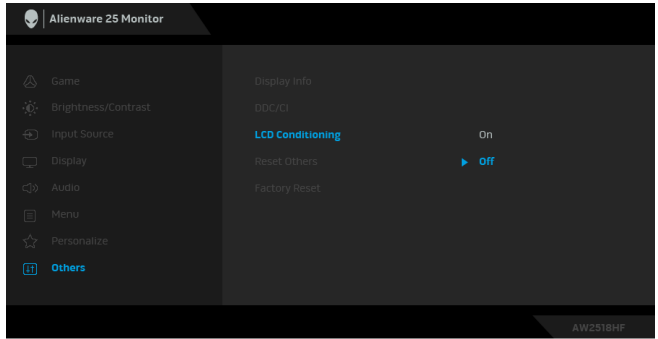 Alienware 25 Monitor
Game
Display Info
Brightness/Contrast
DDC/CI
Input Source
LCD Conditioning
On
Display
Reset Others
Off
Audio
Factory Reset
Menu
Personalize
Others
AW2518HF